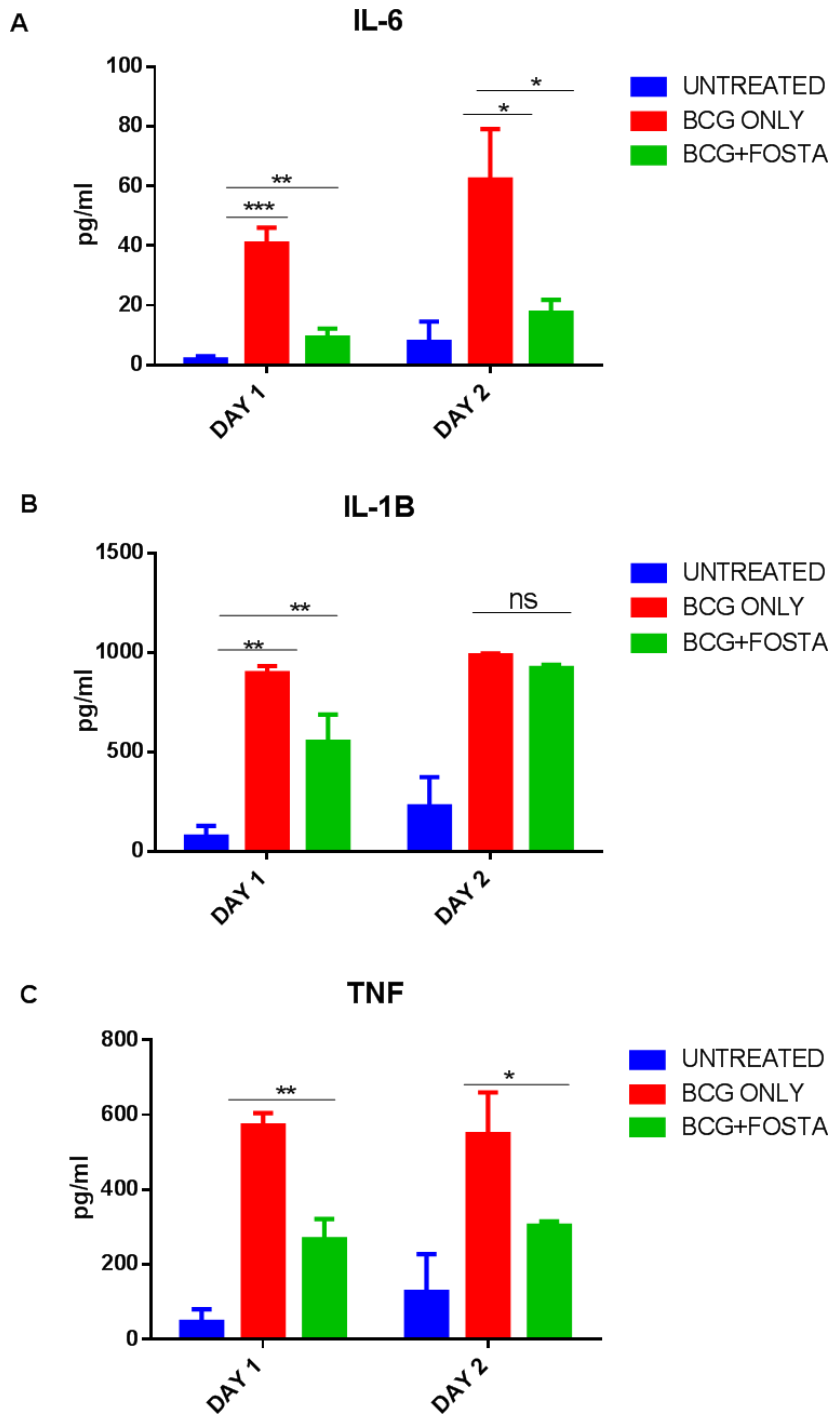 A
IL-6
100
80
60
40
20
0
pg/ml
***
**
*
*
DAY 1
DAY 2
UNTREATED
BCG ONLY
BCG+FOSTA
B
IL-1B
1500
1000
500
0
pg/ml
**
**
ns
DAY 1
DAY 2
UNTREATED
BCG ONLY
BCG+FOSTA
C
TNF
800
600
400
200
0
pg/ml
**
*
DAY 1
DAY 2
UNTREATED
BCG ONLY
BCG+FOSTA